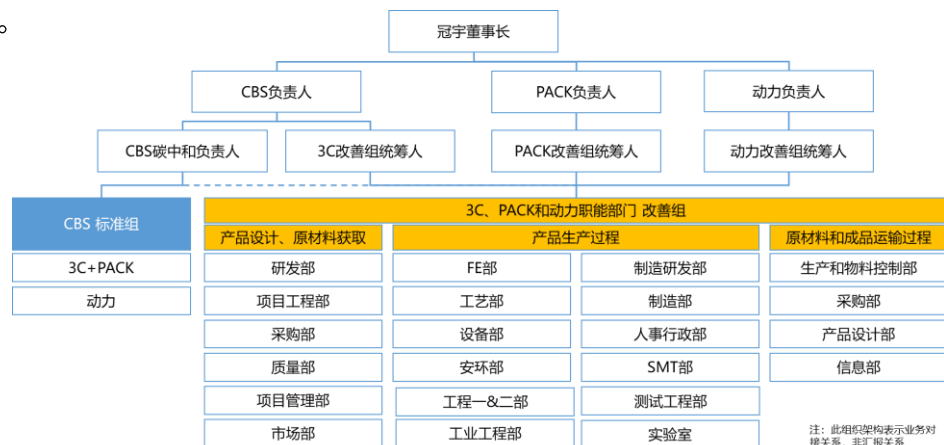 。
冠宇董事长
CBS负责人
PACK负责人
动力负责人
CBS碳中和负责人
3C改善组统筹人
PACK改善组统筹人
动力改善组统筹人
CBS 标准组
3C、PACK和动力职能部门 改善组
产品设计、原材料获取
产品生产过程
原材料和成品运输过程
3C+PACK
研发部
FE部
制造研发部
生产和物料控制部
动力
项目工程部
工艺部
制造部
采购部
采购部
设备部
人事行政部
产品设计部
质量部
安环部
SMT部
信息部
项目管理部
工程一&二部
测试工程部
市场部
工业工程部
实验室
注：此组织架构表示业务对
接关系，非汇报关系